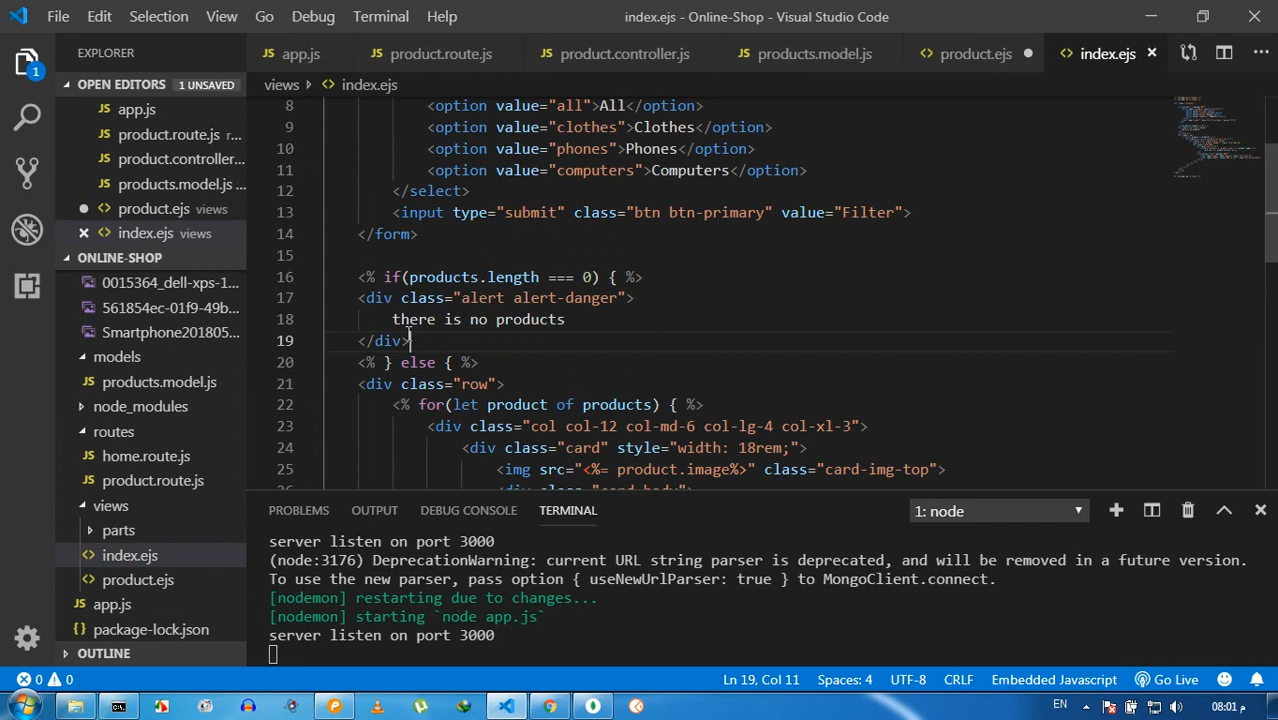 File Edit Selection View Go Debug Terminal Help
index.ejs - Online-Shop - Visual Studio Code
EXPLORER
OPEN EDITORS 1 UNSAVED
app.js
product.route.js r...
product.controller...
products.model.js ...
product.ejs views
index.ejs views
ONLINE-SHOP
0015364_dell-xps-1...
561854ec-01f9-49b...
Smartphone201805...
models
products.model.js
node_modules
routes
home.route.js
product.route.js
views
parts
index.ejs
product.ejs
app.js
package-lock.json
OUTLINE
1
JS app.js JS product.route.js JS product.controller.js JS products.model.js <> product.ejs <> index.ejs
views <> index.ejs
8 <option value="all">All</option>
9 <option value="clothes">Clothes</option>
10 <option value="phones">Phones</option>
11 <option value="computers">Computers</option>
12 </select>
13 <input type="submit" class="btn btn-primary" value="Filter">
14 </form>
15
16 <% if(products.length === 0) { %>
17 <div class="alert alert-danger">
18 there is no products
19 </div>
20 <% } else { %>
21 <div class="row">
22 <% for(let product of products) { %>
23 <div class="col col-12 col-md-6 col-lg-4 col-xl-3">
24 <div class="card" style="width: 18rem;">
25 <img src="<%= product.image%>" class="card-img-top">
26 <div class="card-body">
PROBLEMS OUTPUT DEBUG CONSOLE TERMINAL 1: node
server listen on port 3000
(node:3176) DeprecationWarning: current URL string parser is deprecated, and will be removed in a future version.
To use the new parser, pass option { useNewUrlParser: true } to MongoClient.connect.
[nodemon] restarting due to changes...
[nodemon] starting `node app.js`
server listen on port 3000
0 0 Ln 19, Col 11 Spaces: 4 UTF-8 CRLF Embedded Javascript Go Live
EN 08:01 م